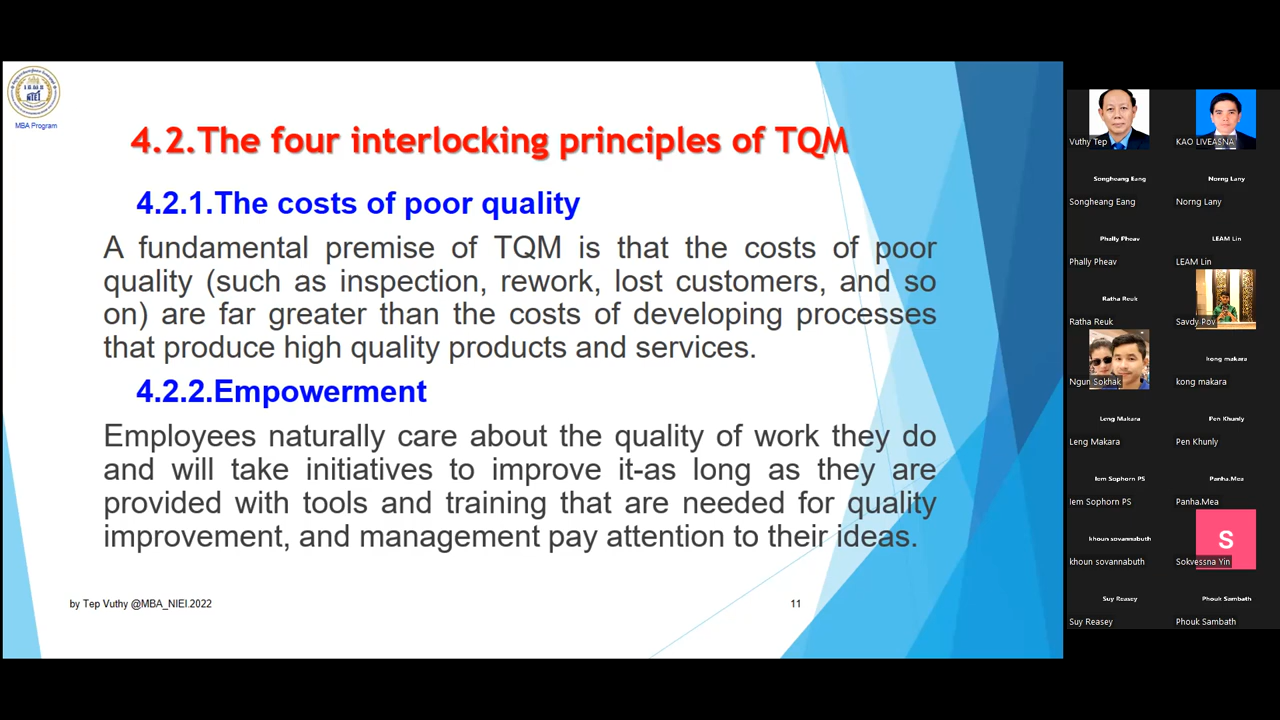 NIEI
MBA Program
4.2.The four interlocking principles of TQM
4.2.1.The costs of poor quality
A fundamental premise of TQM is that the costs of poor
quality (such as inspection, rework, lost customers, and so
on) are far greater than the costs of developing processes
that produce high quality products and services.
4.2.2.Empowerment
Employees naturally care about the quality of work they do
and will take initiatives to improve it-as long as they are
provided with tools and training that are needed for quality
improvement, and management pay attention to their ideas.
by Tep Vuthy @MBA_NIEI.2022
11
Vuthy Tep
KAO LIVEASNA
Songheang Eang
Norng Lany
Songheang Eang
Norng Lany
Phally Pheav
LEAM Lin
Phally Pheav
LEAM Lin
Ratha Reuk
Ratha Reuk
Savdy Pov
kong makara
Ngun Sokhak
kong makara
Leng Makara
Pen Khunly
Leng Makara
Pen Khunly
Iem Sophorn PS
Panha.Mea
Iem Sophorn PS
Panha.Mea
khoun sovannabuth
S
khoun sovannabuth
Sokvessna Yin
Suy Reasey
Phouk Sambath
Suy Reasey
Phouk Sambath